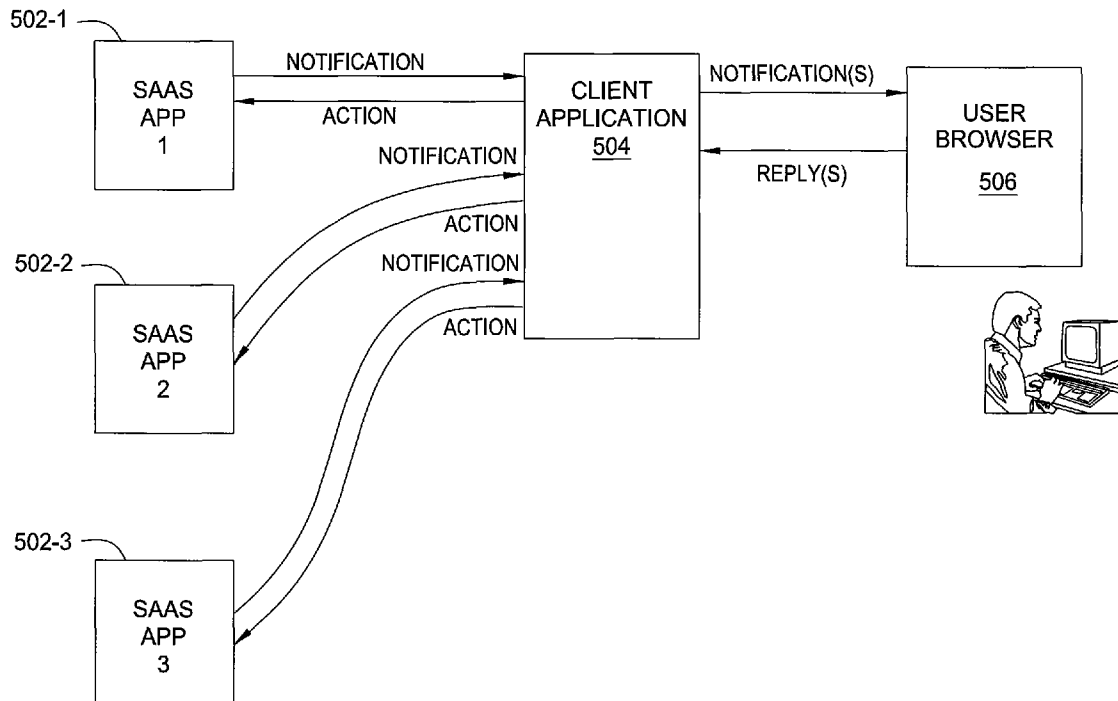 502-1
SAAS
APP
1
NOTIFICATION
ACTION
CLIENT
APPLICATION
504
NOTIFICATION(S)
REPLY(S)
USER
BROWSER
506
502-2
SAAS
APP
2
NOTIFICATION
ACTION
502-3
SAAS
APP
3
NOTIFICATION
ACTION